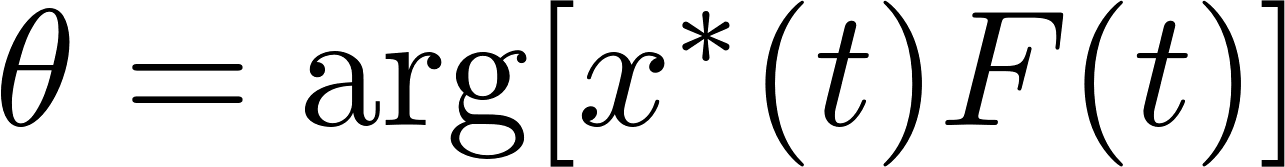 θ = arg[x*(t)F(t)]